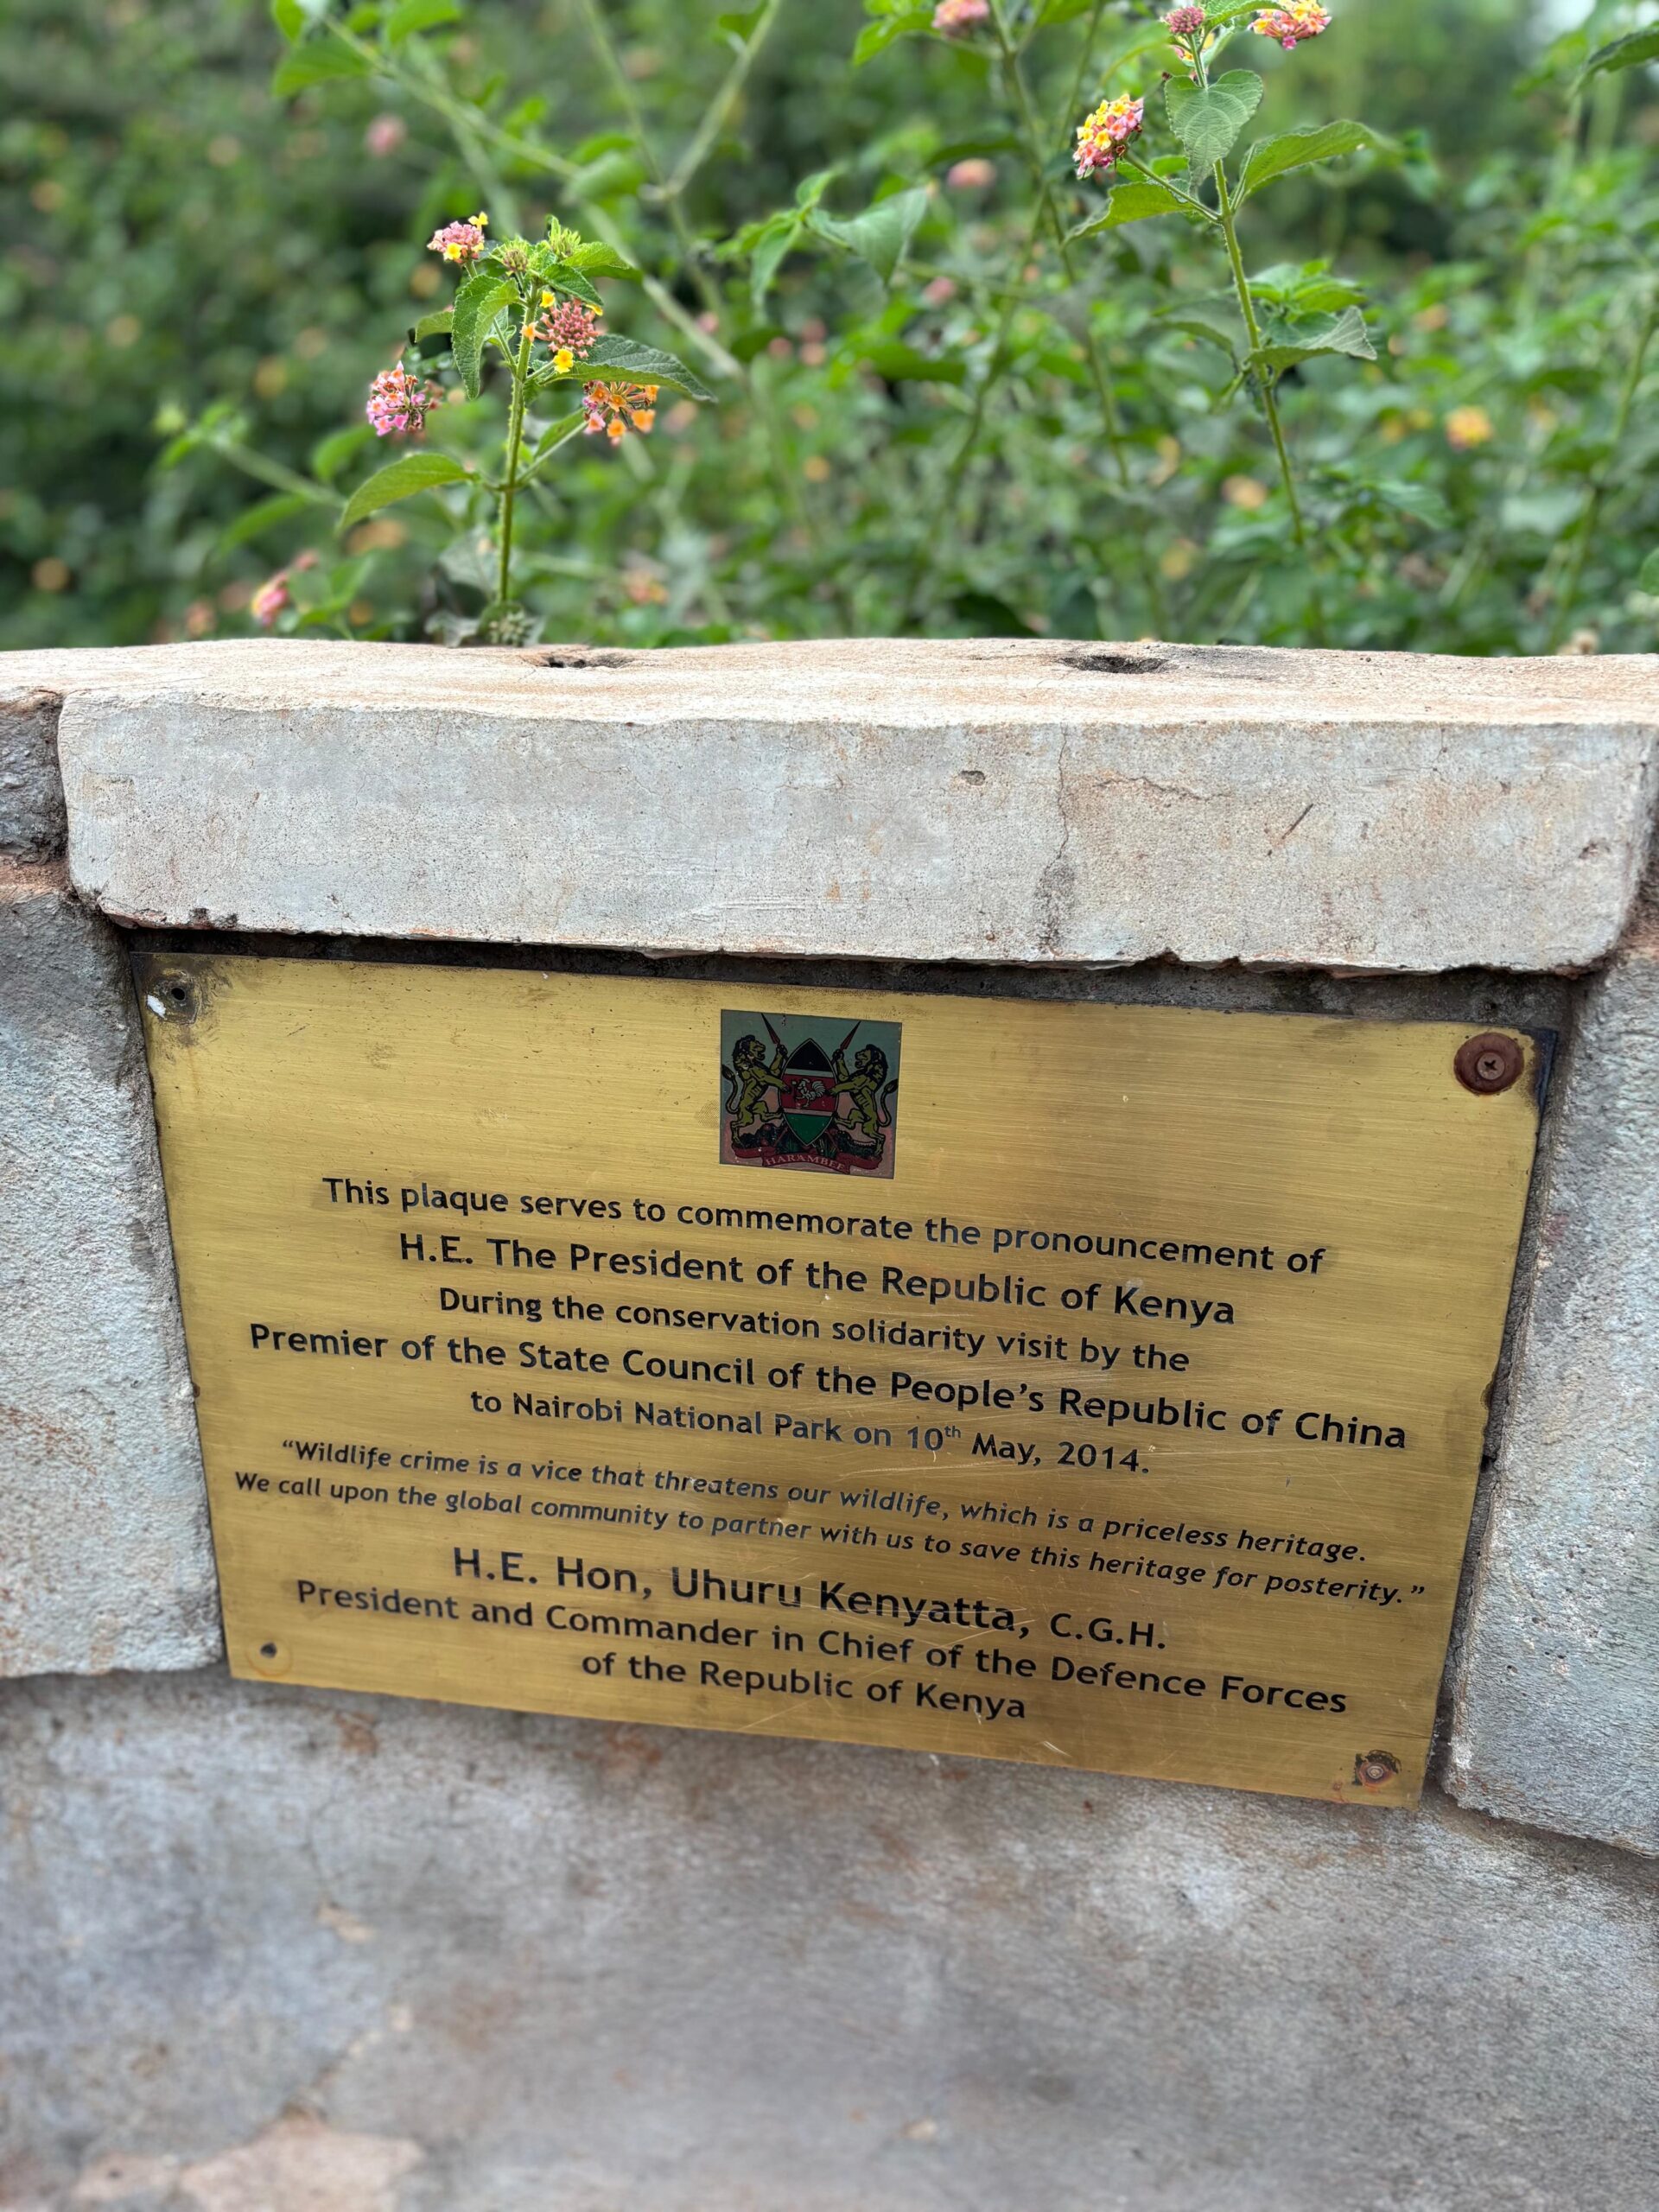 HARAMBEE
This plaque serves to commemorate the pronouncement of
H.E. The President of the Republic of Kenya
During the conservation solidarity visit by the
Premier of the State Council of the People's Republic of China
to Nairobi National Park on 10th May, 2014.
"Wildlife crime is a vice that threatens our wildlife, which is a priceless heritage.
We call upon the global community to partner with us to save this heritage for posterity."
H.E. Hon, Uhuru Kenyatta, C.G.H.
President and Commander in Chief of the Defence Forces
of the Republic of Kenya